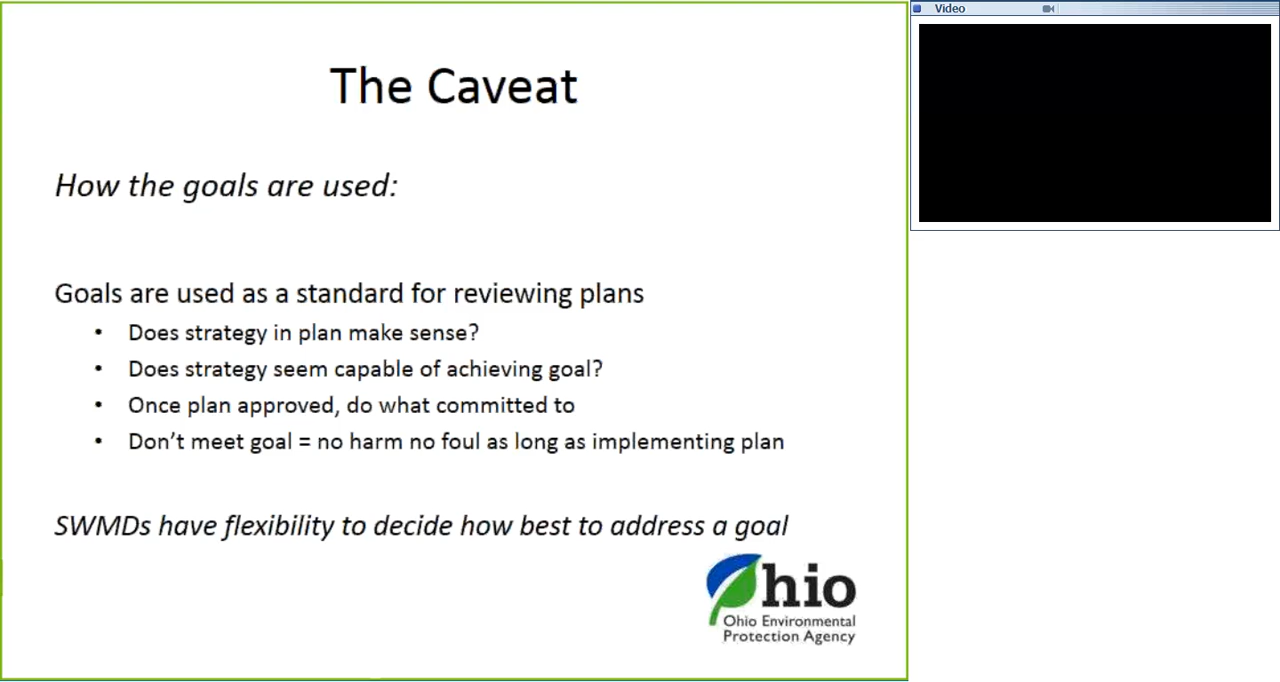 The Caveat
How the goals are used:
Goals are used as a standard for reviewing plans
• Does strategy in plan make sense?
• Does strategy seem capable of achieving goal?
• Once plan approved, do what committed to
• Don't meet goal = no harm no foul as long as implementing plan
SWMDs have flexibility to decide how best to address a goal
Ohio
Ohio Environmental
Protection Agency
Video